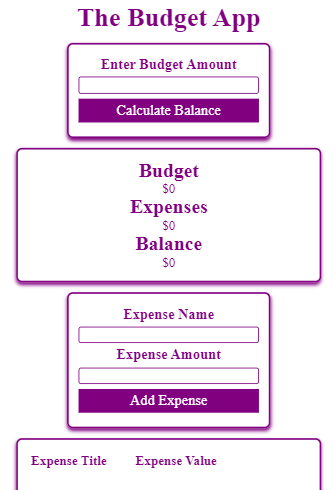 The Budget App
Enter Budget Amount
Calculate Balance
Budget
$0
Expenses
$0
Balance
$0
Expense Name
Expense Amount
Add Expense
Expense Title Expense Value